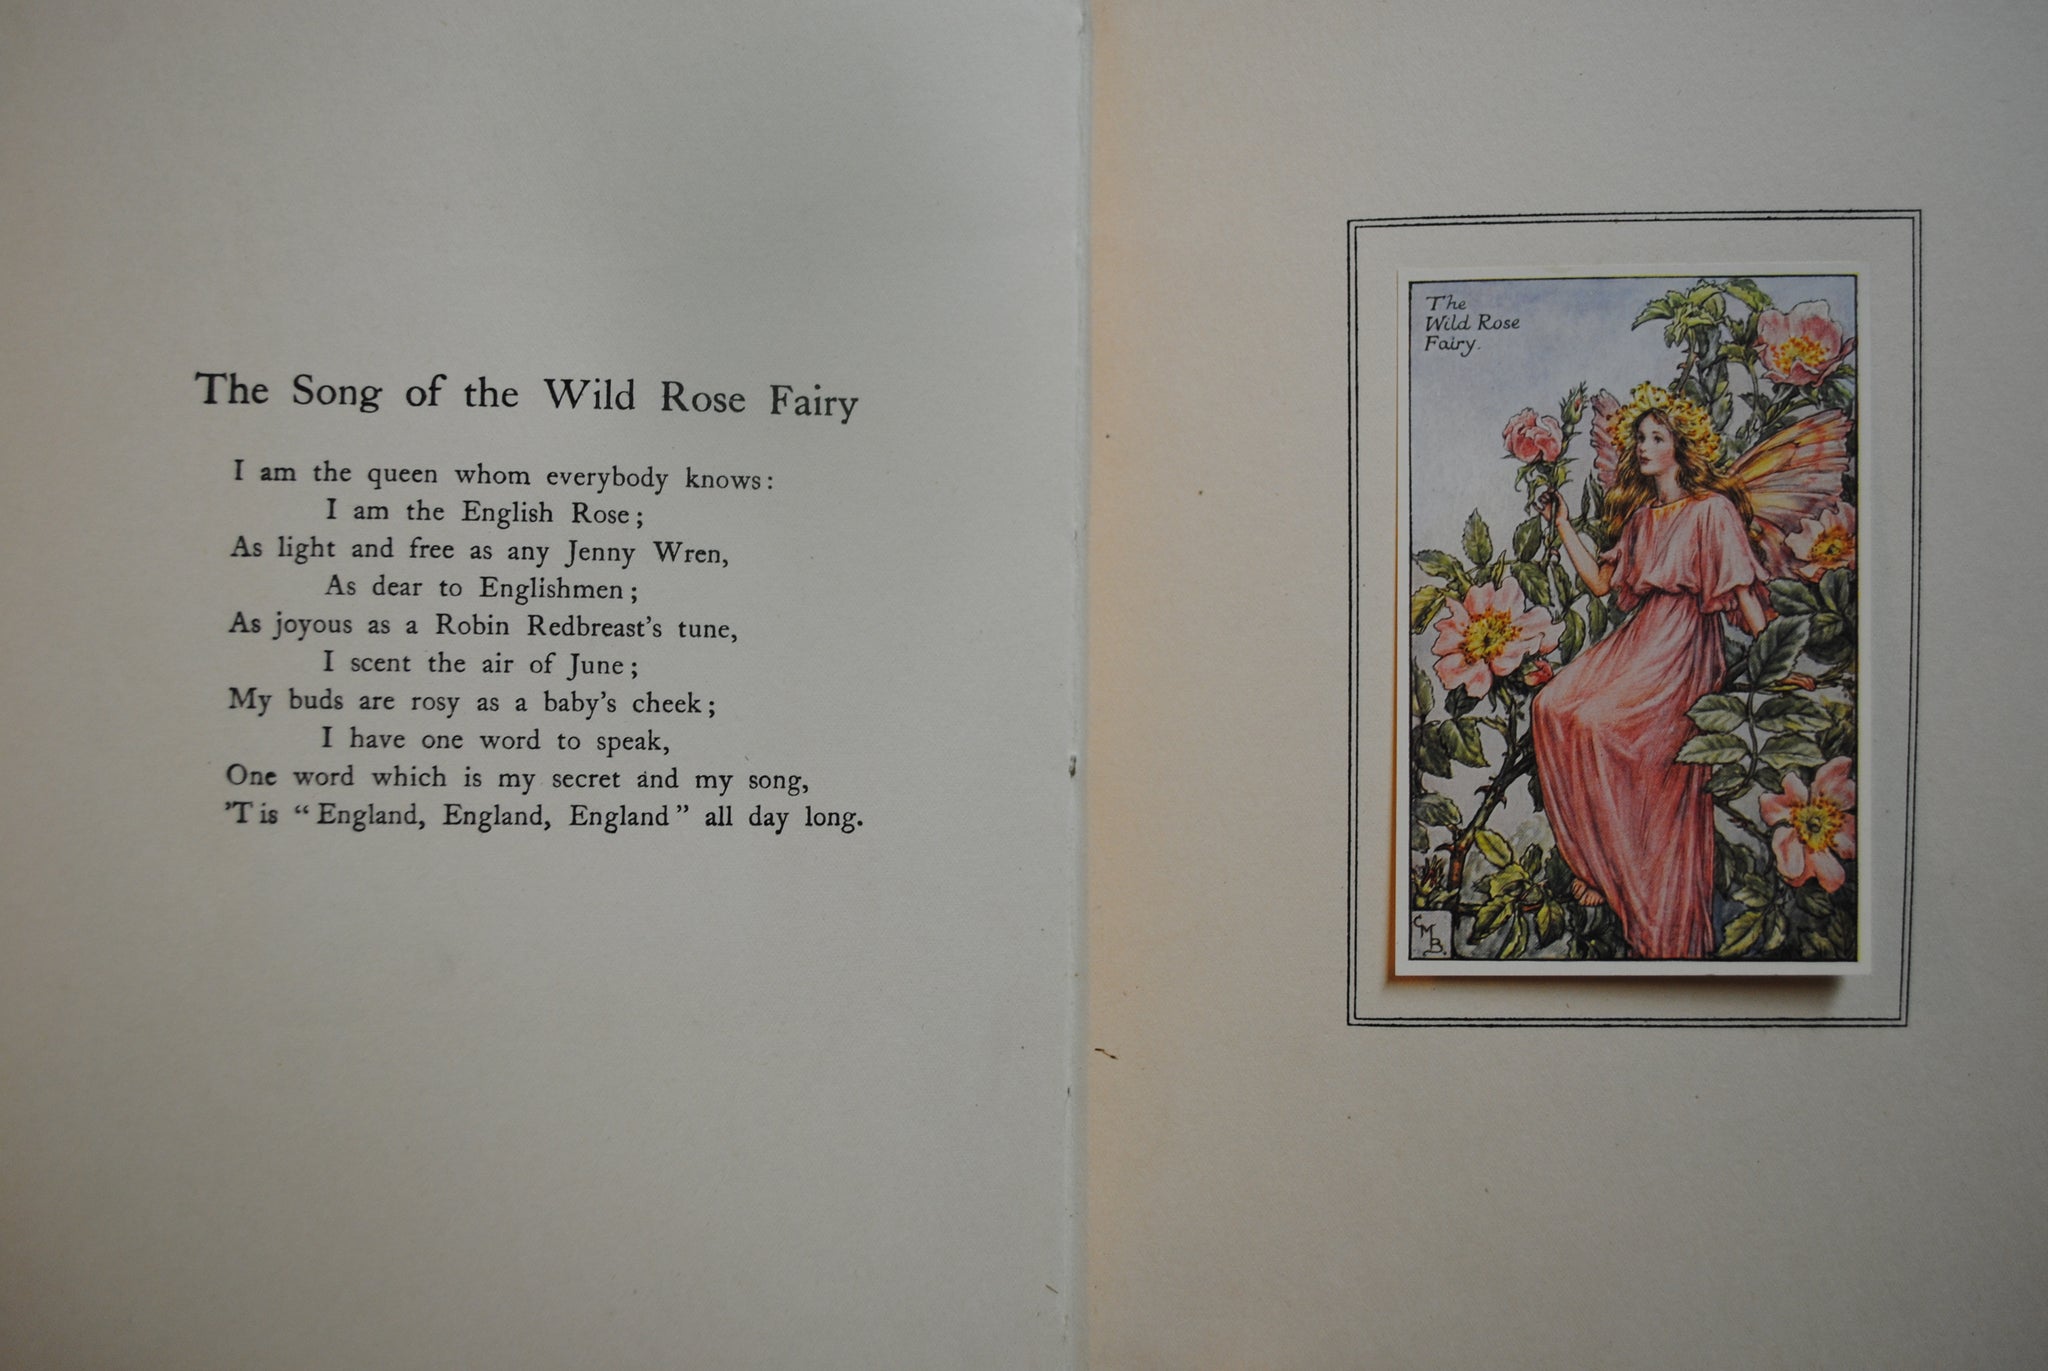 The Song of the Wild Rose Fairy
I am the queen whom everybody knows:
I am the English Rose;
As light and free as any Jenny Wren,
As dear to Englishmen;
As joyous as a Robin Redbreast's tune,
I scent the air of June;
My buds are rosy as a baby's cheek;
I have one word to speak,
One word which is my secret and my song,
'Tis "England, England, England" all day long.
The
Wild Rose
Fairy.
CMB.